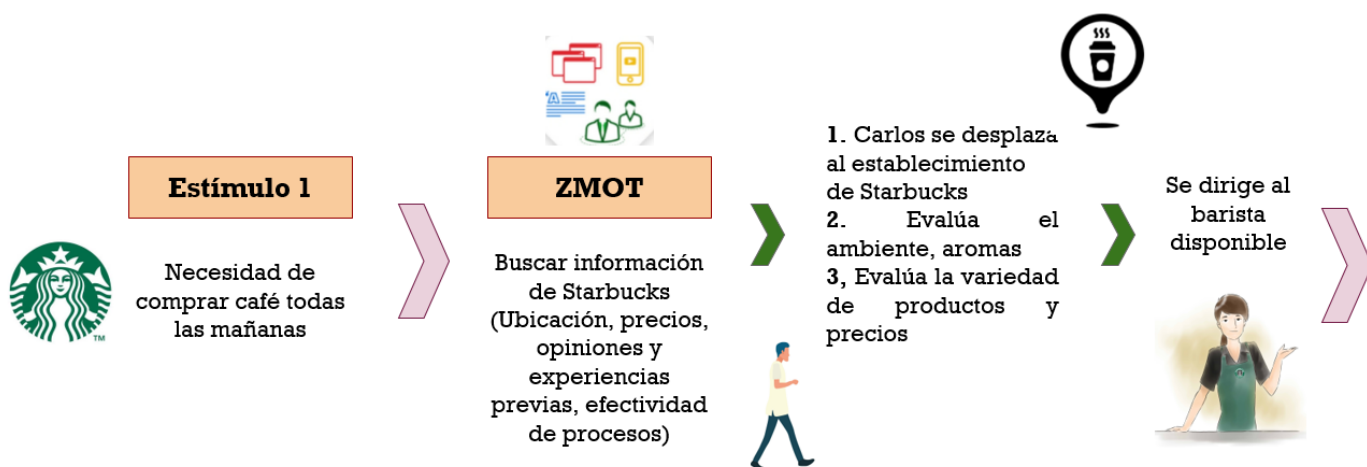 Estímulo 1
Necesidad de
comprar café todas
las mañanas
TM
ZMOT
Buscar información
de Starbucks
(Ubicación, precios,
opiniones y
experiencias
previas, efectividad
de procesos)
1. Carlos se desplaza
al establecimiento
de Starbucks
2. Evalúa el
ambiente, aromas
3, Evalúa la variedad
de productos y
precios
Se dirige al
barista
disponible